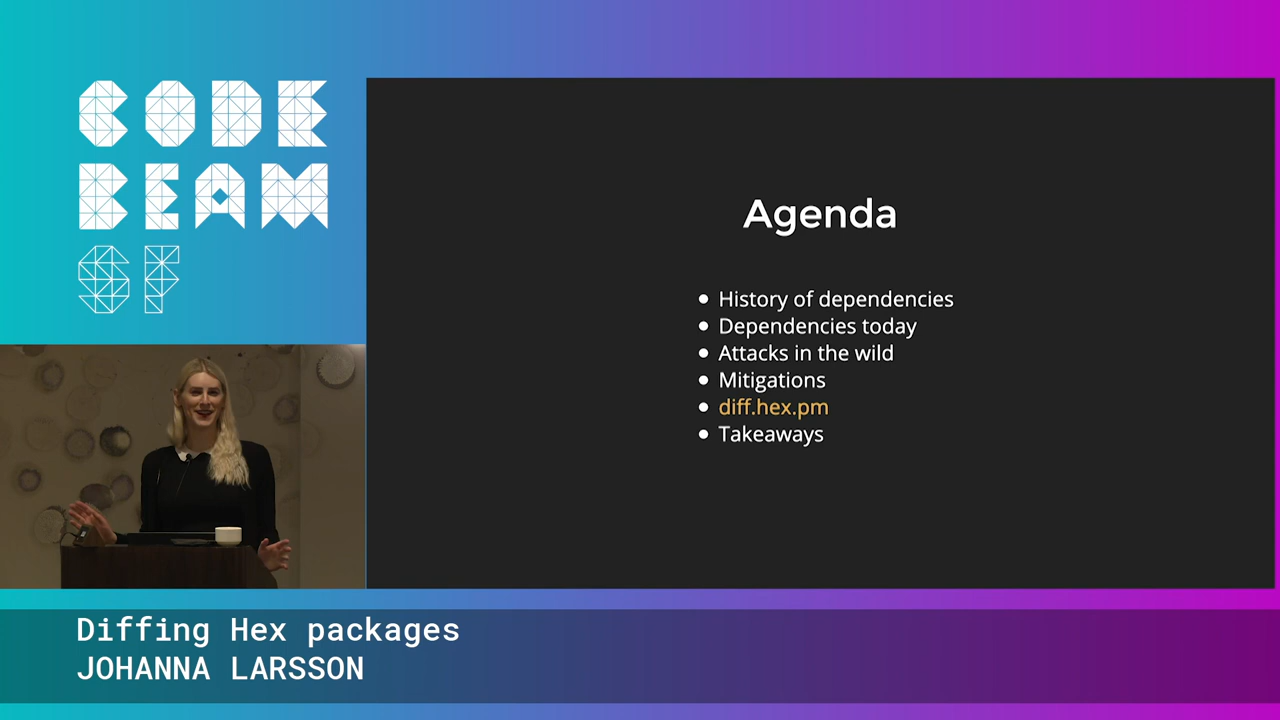 CODE
BEAM
SF
Agenda
History of dependencies
Dependencies today
Attacks in the wild
Mitigations
diff.hex.pm
Takeaways
Diffing Hex packages
JOHANNA LARSSON